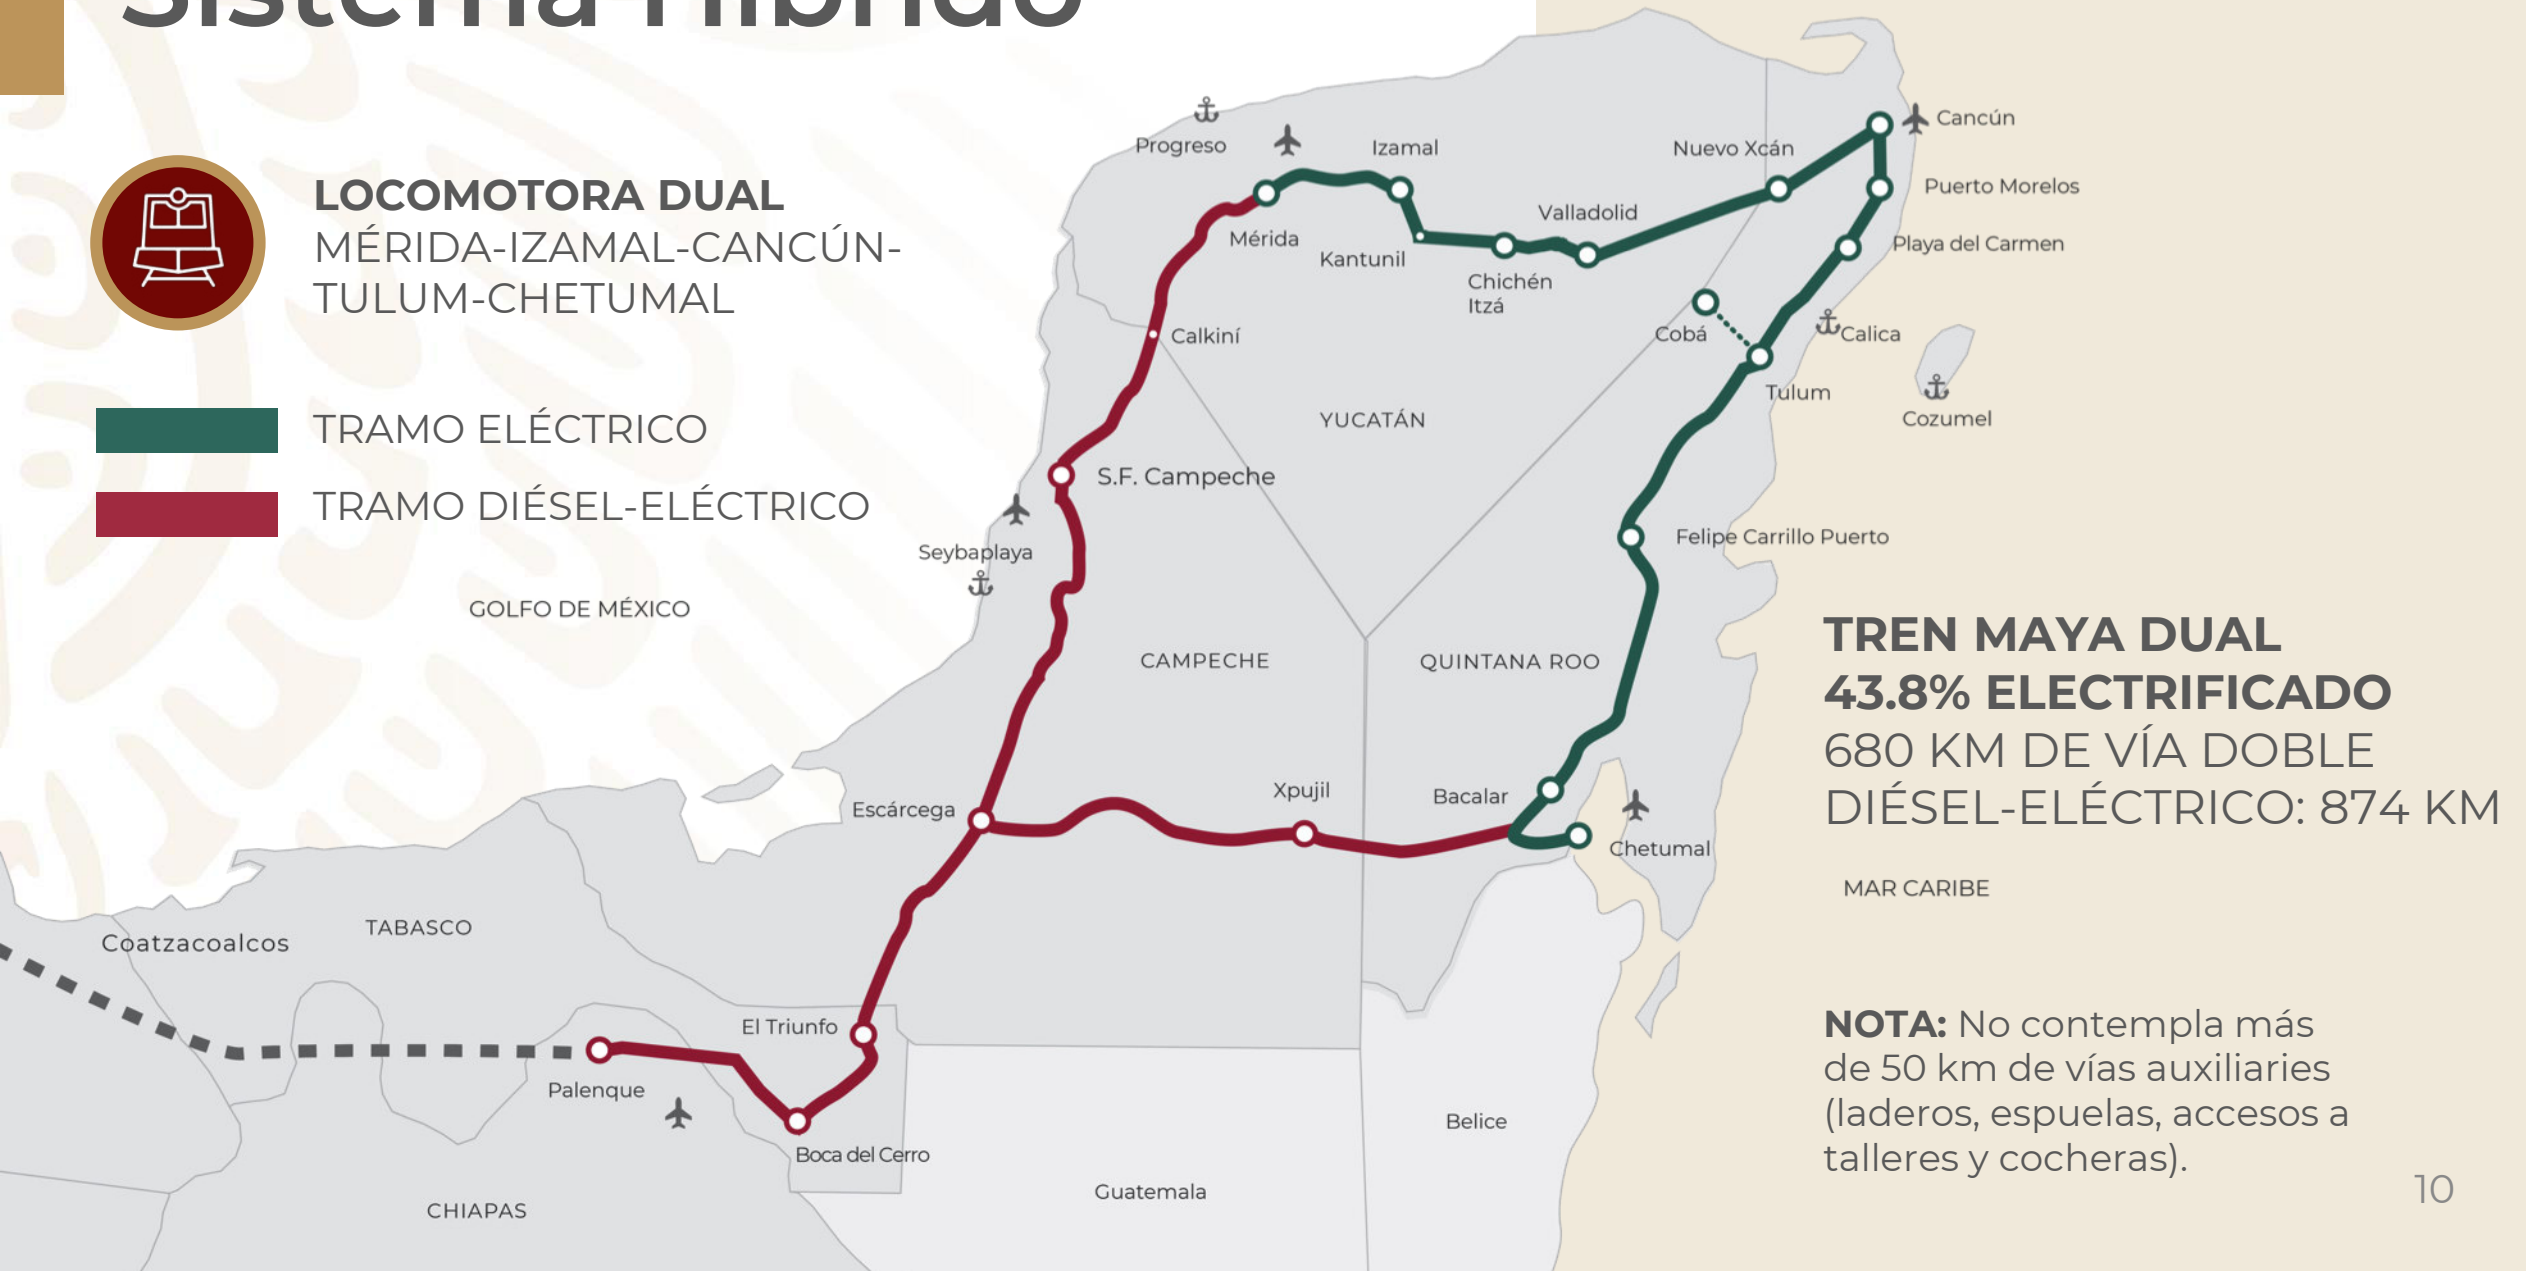 Sistema-Híbrido
LOCOMOTORA DUAL
MÉRIDA-IZAMAL-CANCÚN-
TULUM-CHETUMAL
TRAMO ELÉCTRICO
TRAMO DIÉSEL-ELÉCTRICO
Progreso
Izamal
Nuevo Xcán
Cancún
Puerto Morelos
Mérida
Kantunil
Valladolid
Playa del Carmen
Chichén
Itzá
Calkiní
Cobá
Calica
Tulum
Cozumel
YUCATÁN
S.F. Campeche
Seybaplaya
Felipe Carrillo Puerto
GOLFO DE MÉXICO
CAMPECHE
QUINTANA ROO
Escárcega
Xpujil
Bacalar
Chetumal
TREN MAYA DUAL
43.8% ELECTRIFICADO
680 KM DE VÍA DOBLE
DIÉSEL-ELÉCTRICO: 874 KM
MAR CARIBE
Coatzacoalcos
TABASCO
El Triunfo
Palenque
Boca del Cerro
CHIAPAS
Guatemala
Belice
NOTA: No contempla más
de 50 km de vías auxiliaries
(laderos, espuelas, accesos a
talleres y cocheras).
10